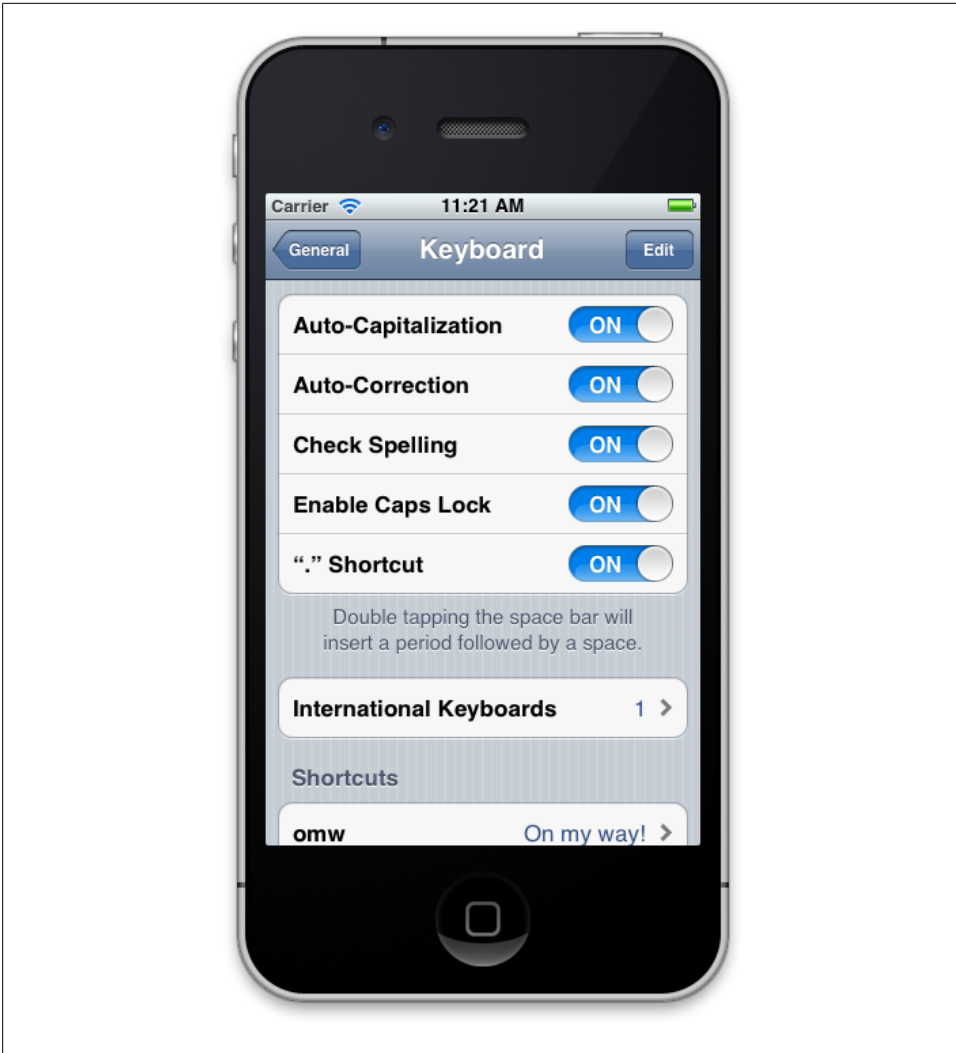 Carrier 11:21 AM
General Keyboard Edit
Auto-Capitalization ON
Auto-Correction ON
Check Spelling ON
Enable Caps Lock ON
“.” Shortcut ON
Double tapping the space bar will
insert a period followed by a space.
International Keyboards 1
Shortcuts
omw On my way!